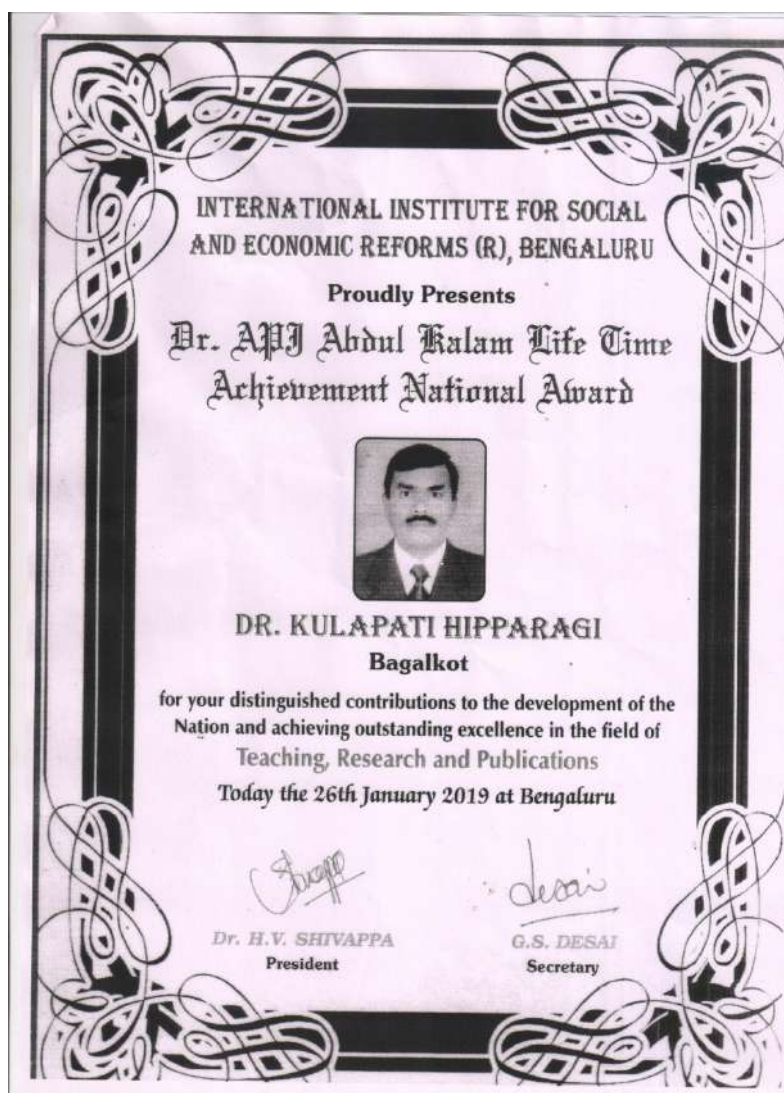 INTERNATIONAL INSTITUTE FOR SOCIAL
AND ECONOMIC REFORMS (R), BENGALURU
Proudly Presents
Dr. APJ Abdul Kalam Life Time
Achievement National Award
DR. KULAPATI HIPPARAGI
Bagalkot
for your distinguished contributions to the development of the
Nation and achieving outstanding excellence in the field of
Teaching, Research and Publications
Today the 26th January 2019 at Bengaluru
Shivappa
Desai
Dr. H.V. SHIVAPPA
G.S. DESAI
President
Secretary